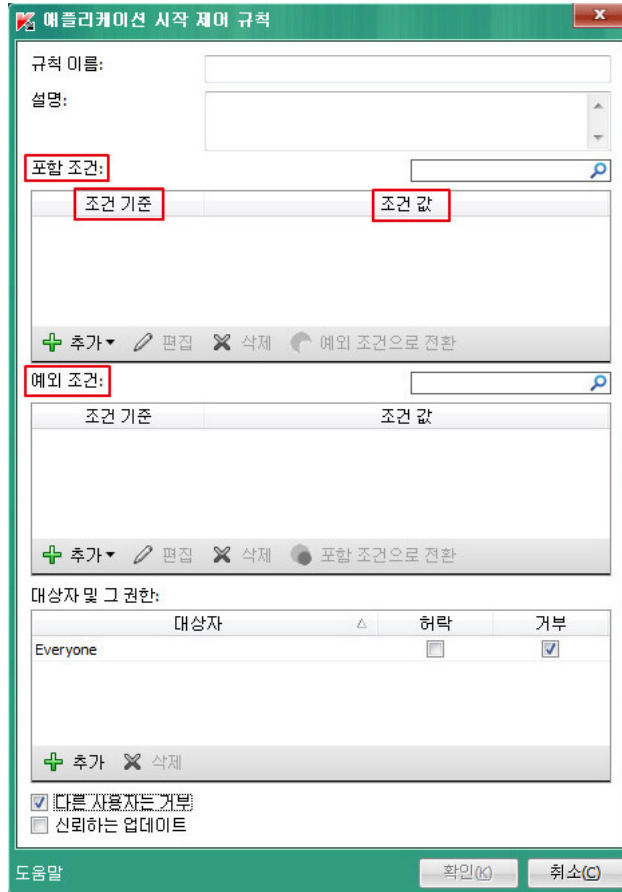 애플리케이션 시작 제어 규칙
규칙 이름:
설명:
포함 조건:
조건 기준 조건 값
추가 편집 삭제 예외 조건으로 전환
예외 조건:
조건 기준 조건 값
추가 편집 삭제 포함 조건으로 전환
대상자 및 그 권한:
대상자 허락 거부
Everyone
추가 삭제
다른 사용자는 거부
신뢰하는 업데이트
도움말 확인(K) 취소(C)